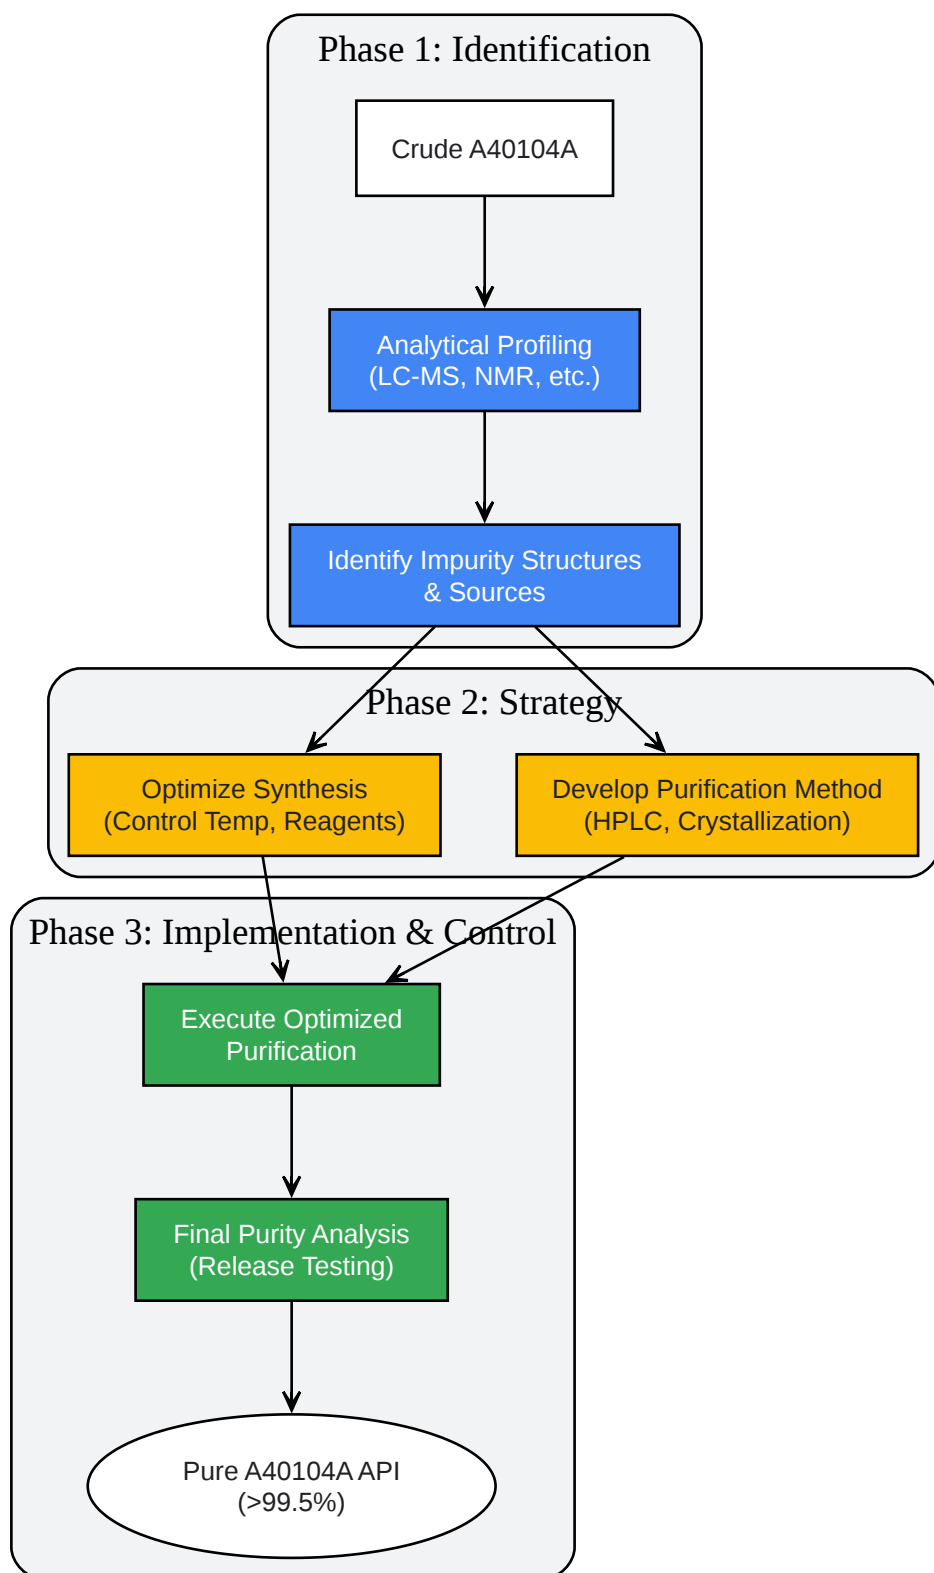 Phase 1: Identification
Crude A40104A
Analytical Profiling
(LC-MS, NMR, etc.)
Identify Impurity Structures
& Sources
Phase 2: Strategy
Optimize Synthesis
(Control Temp, Reagents)
Develop Purification Method
(HPLC, Crystallization)
Phase 3: Implementation & Control
Execute Optimized
Purification
Final Purity Analysis
(Release Testing)
Pure A40104A API
(>99.5%)